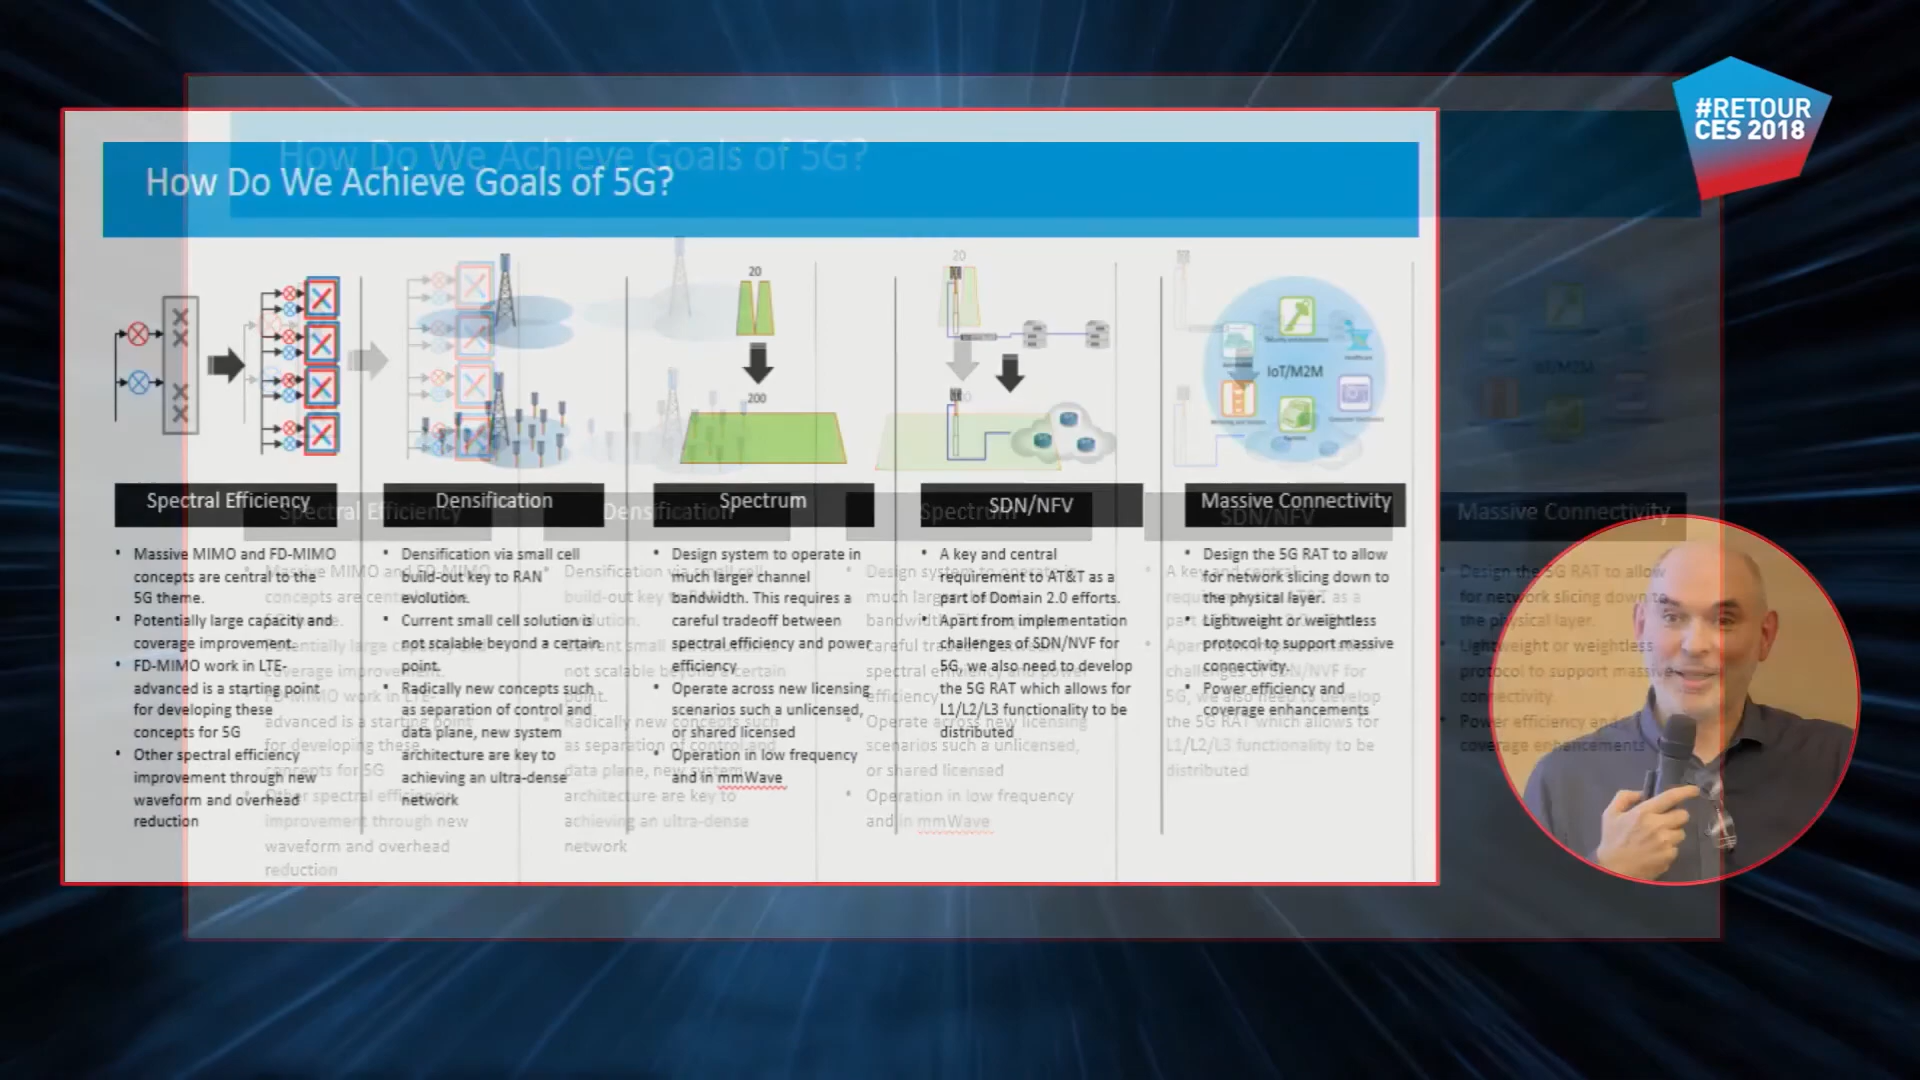 #RETOUR
CES 2018
How Do We Achieve Goals of 5G?
20
200
IoT/M2M
Spectral Efficiency
• Massive MIMO and FD-MIMO
concepts are central to the
5G theme.
• Potentially large capacity and
coverage improvement.
• FD-MIMO work in LTE-
advanced is a starting point
for developing these
concepts for 5G
• Other spectral efficiency
improvement through new
waveform and overhead
reduction
Densification
• Densification via small cell
build-out key to RAN
evolution.
• Current small cell solution is
not scalable beyond a certain
point.
• Radically new concepts such
as separation of control and
data plane, new system
architecture are key to
achieving an ultra-dense
network
Spectrum
• Design system to operate in
much larger channel
bandwidth. This requires a
careful tradeoff between
spectral efficiency and power
efficiency
• Operate across new licensing
scenarios such a unlicensed,
or shared licensed
• Operation in low frequency
and in mmWave
SDN/NFV
• A key and central
requirement to AT&T as a
part of Domain 2.0 efforts.
• Apart from implementation
challenges of SDN/NVF for
5G, we also need to develop
the 5G RAT which allows for
L1/L2/L3 functionality to be
distributed
Massive Connectivity
• Design the 5G RAT to allow
for network slicing down to
the physical layer.
• Lightweight or weightless
protocol to support massive
connectivity.
• Power efficiency and
coverage enhancements